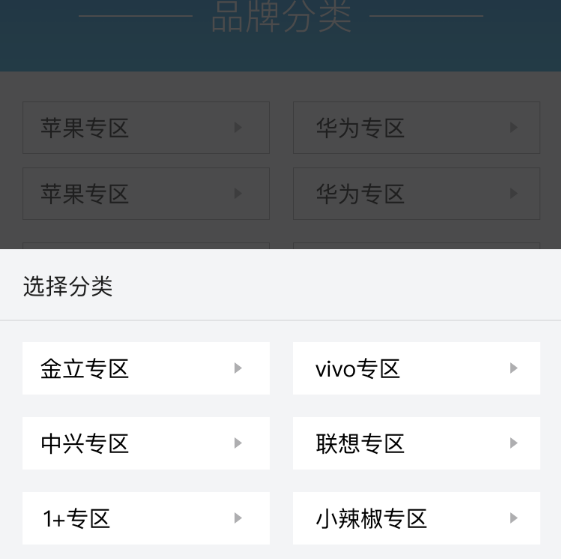 品牌分类
苹果专区 华为专区
苹果专区 华为专区
选择分类
金立专区 vivo专区
中兴专区 联想专区
1+专区 小辣椒专区